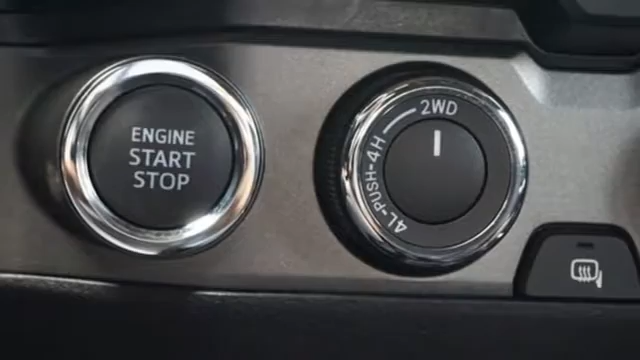 ENGINE
START
STOP
2WD
4L-PUSH-4H